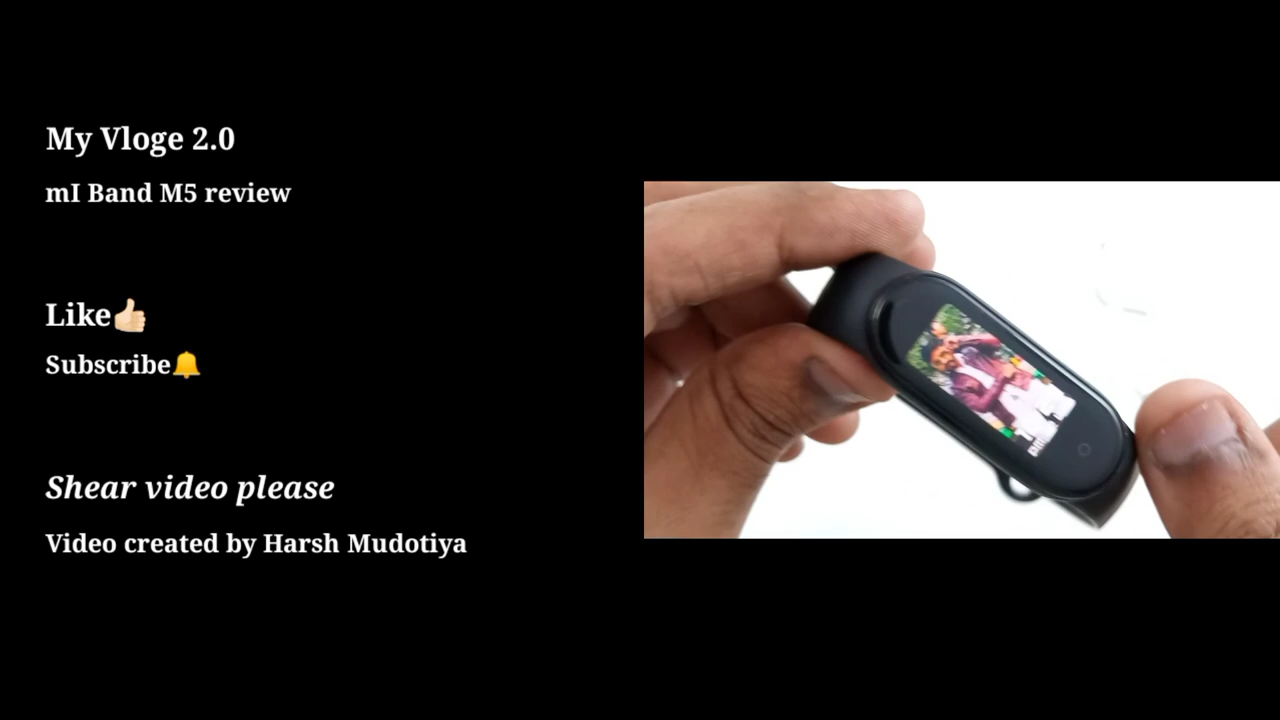 My Vloge 2.0
mI Band M5 review
Like👍🏻
Subscribe🔔
Shear video please
Video created by Harsh Mudotiya